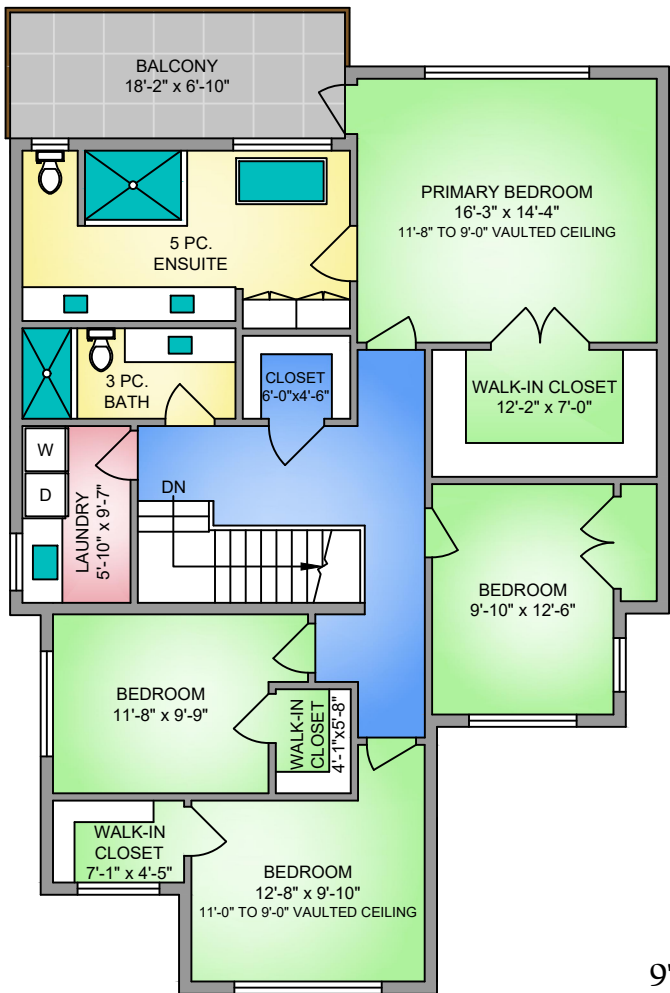 BALCONY
18'-2" x 6'-10"
PRIMARY BEDROOM
16'-3" x 14'-4"
11'-8" TO 9'-0" VAULTED CEILING
5 PC.
ENSUITE
3 PC.
BATH
CLOSET
6'-0"x4'-6"
WALK-IN CLOSET
12'-2" x 7'-0"
W
D
LAUNDRY
5'-10" x 9'-7"
DN
BEDROOM
9'-10" x 12'-6"
BEDROOM
11'-8" x 9'-9"
WALK-IN
CLOSET
4'-1"x5'-8"
WALK-IN
CLOSET
7'-1" x 4'-5"
BEDROOM
12'-8" x 9'-10"
11'-0" TO 9'-0" VAULTED CEILING
9'